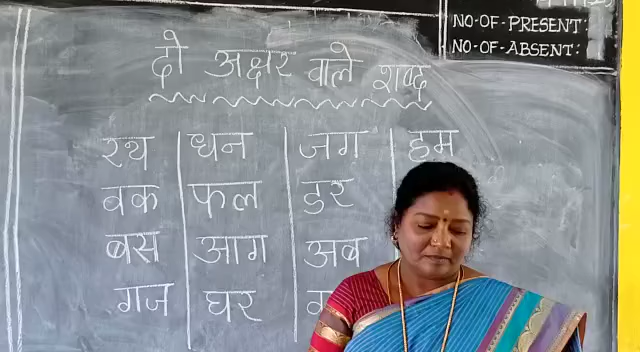 NO-OF-PRESENT:
NO-OF-ABSENT:
दो अक्षर वाले शब्द
रथ धन जग हम
वक फल डर
बस आग अब
गज घर